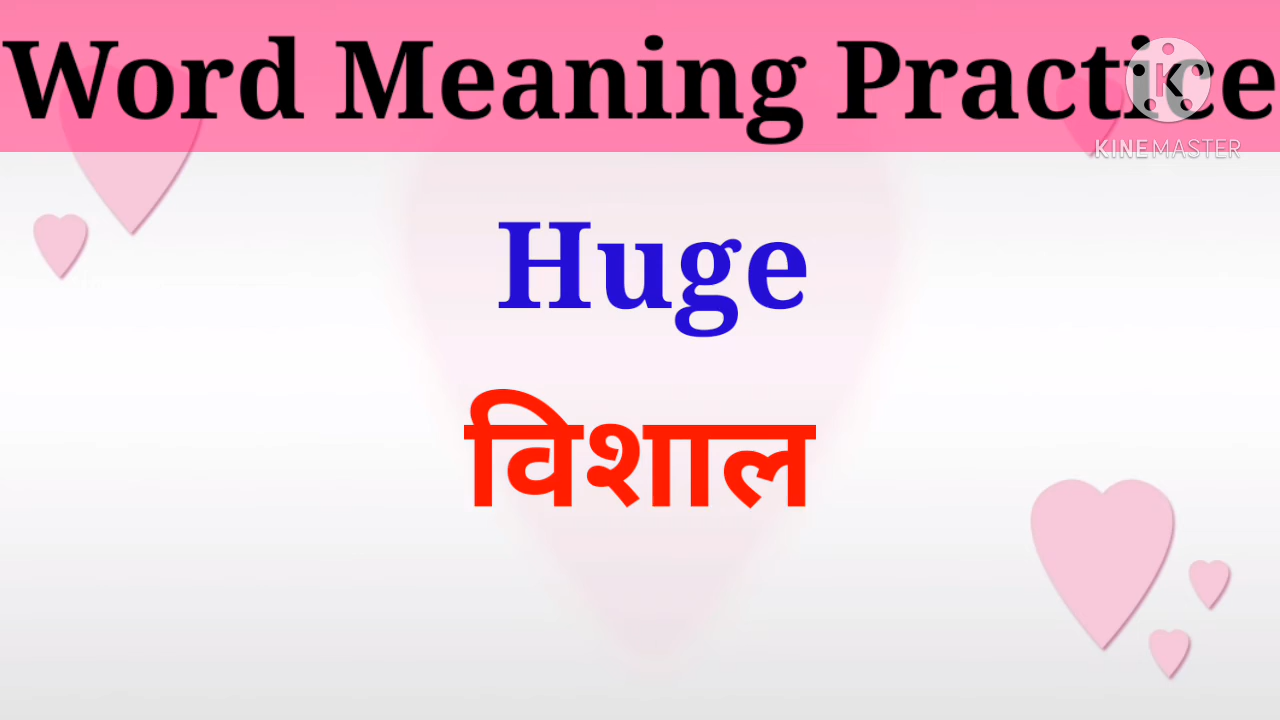 Word Meaning Practice
K
KINEMASTER
Huge
विशाल